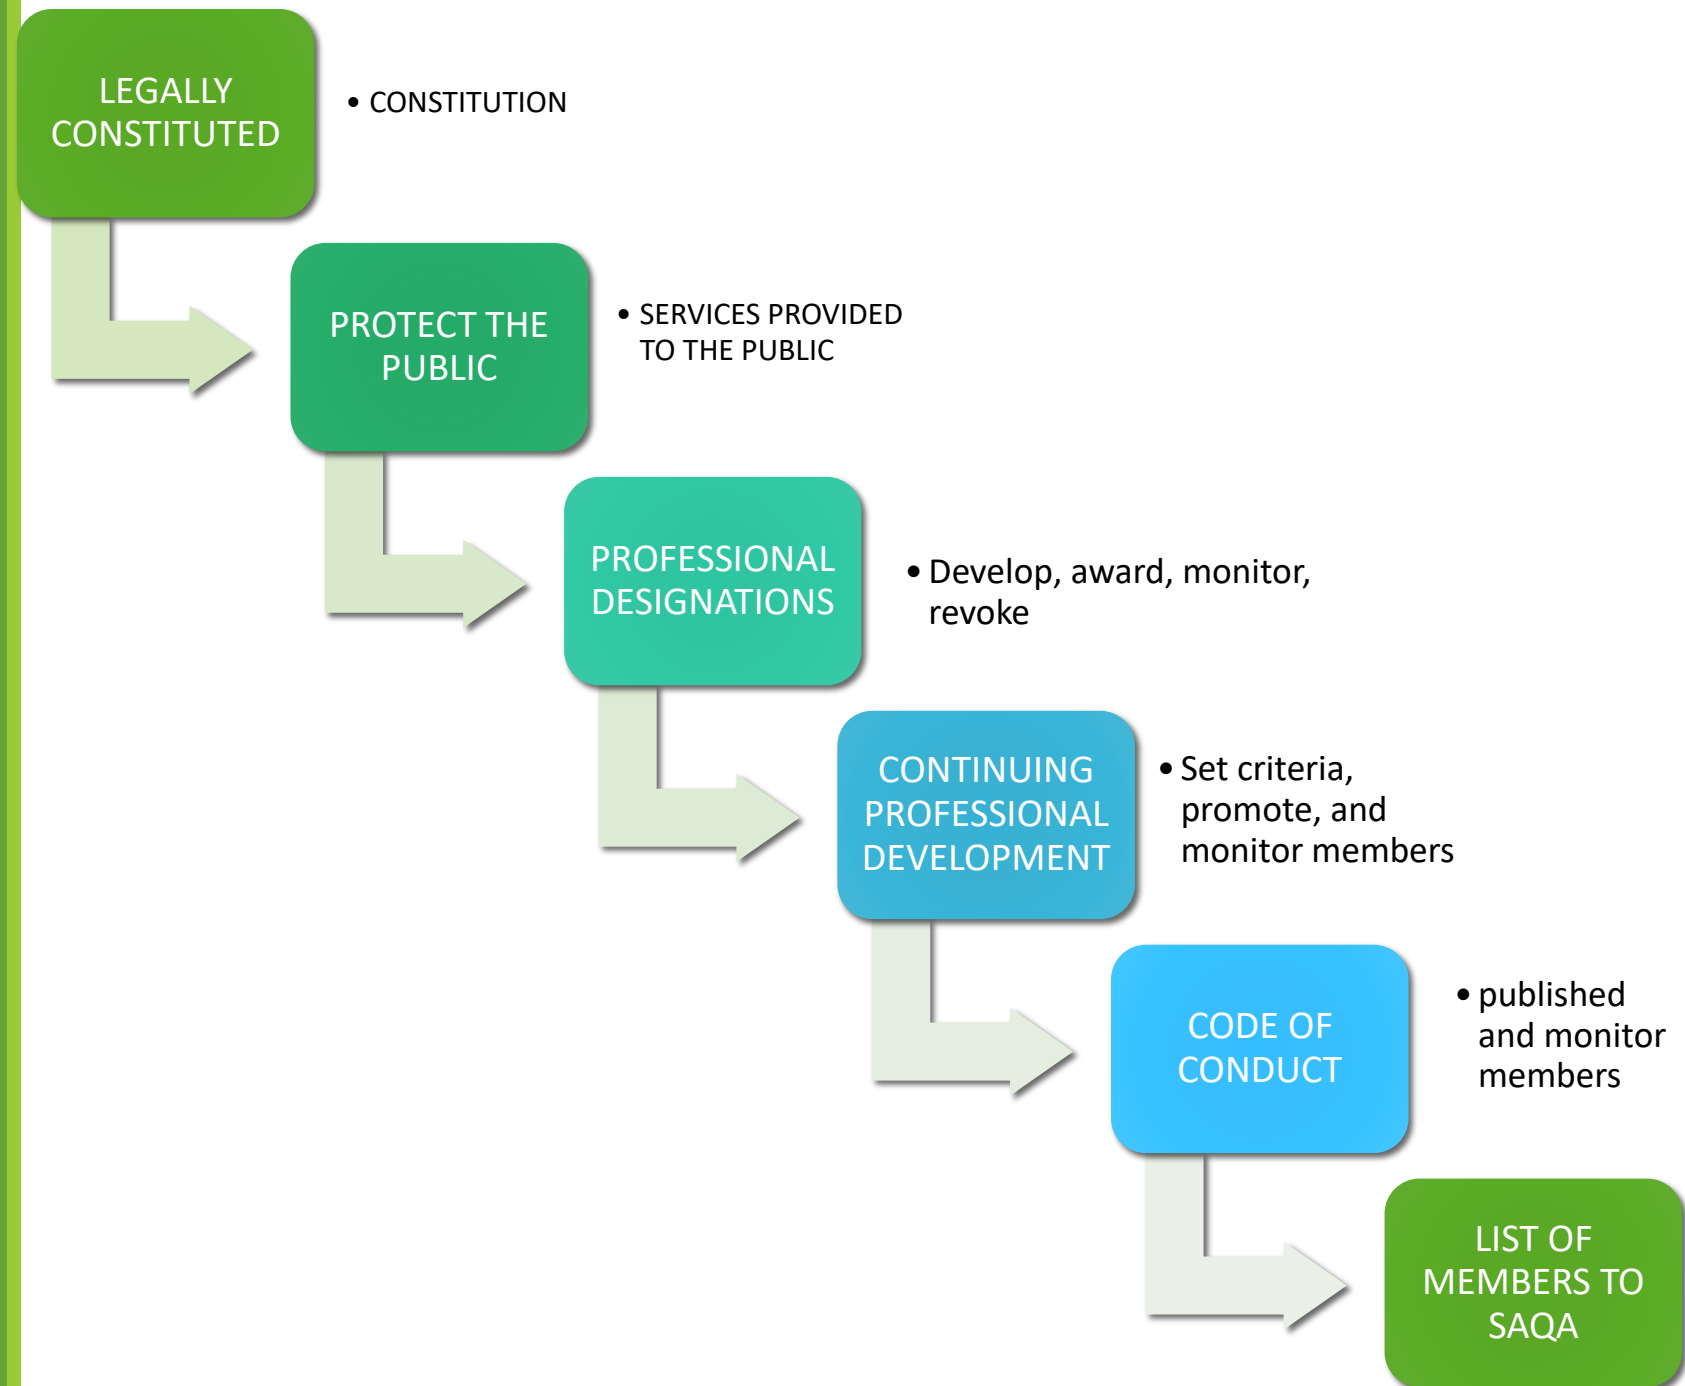 LEGALLY
CONSTITUTED
• CONSTITUTION
PROTECT THE
PUBLIC
• SERVICES PROVIDED
TO THE PUBLIC
PROFESSIONAL
DESIGNATIONS
• Develop, award, monitor,
revoke
CONTINUING
PROFESSIONAL
DEVELOPMENT
• Set criteria,
promote, and
monitor members
CODE OF
CONDUCT
• published
and monitor
members
LIST OF
MEMBERS TO
SAQA